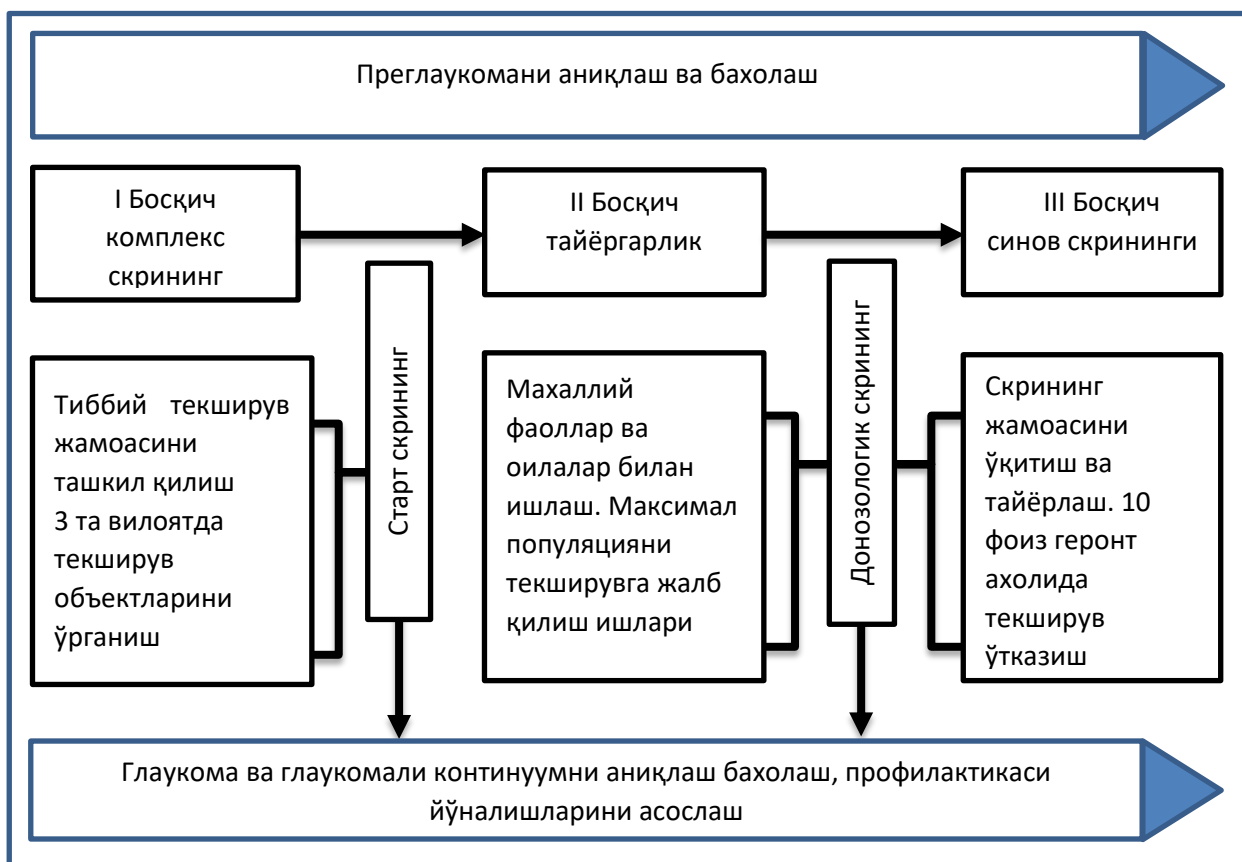 Преглаукомани аниқлаш ва бахолаш
I Босқич
комплекс
скрининг
II Босқич
тайёргарлик
III Босқич
синов скрининги
Тиббий текширув
жамоасини
ташкил қилиш
3 та вилоятда
текширув
объектларини
ўрганиш
Старт скрининг
Махаллий
фаоллар ва
оилалар билан
ишлаш. Максимал
популяцияни
текширувга жалб
қилиш ишлари
Донозологик скрининг
Скрининг
жамоасини
ўқитиш ва
тайёрлаш. 10
фоиз геронт
ахолида
текширув
ўтказиш
Глаукома ва глаукомали континуумни аниқлаш бахолаш, профилактикаси
йўналишларини асослаш